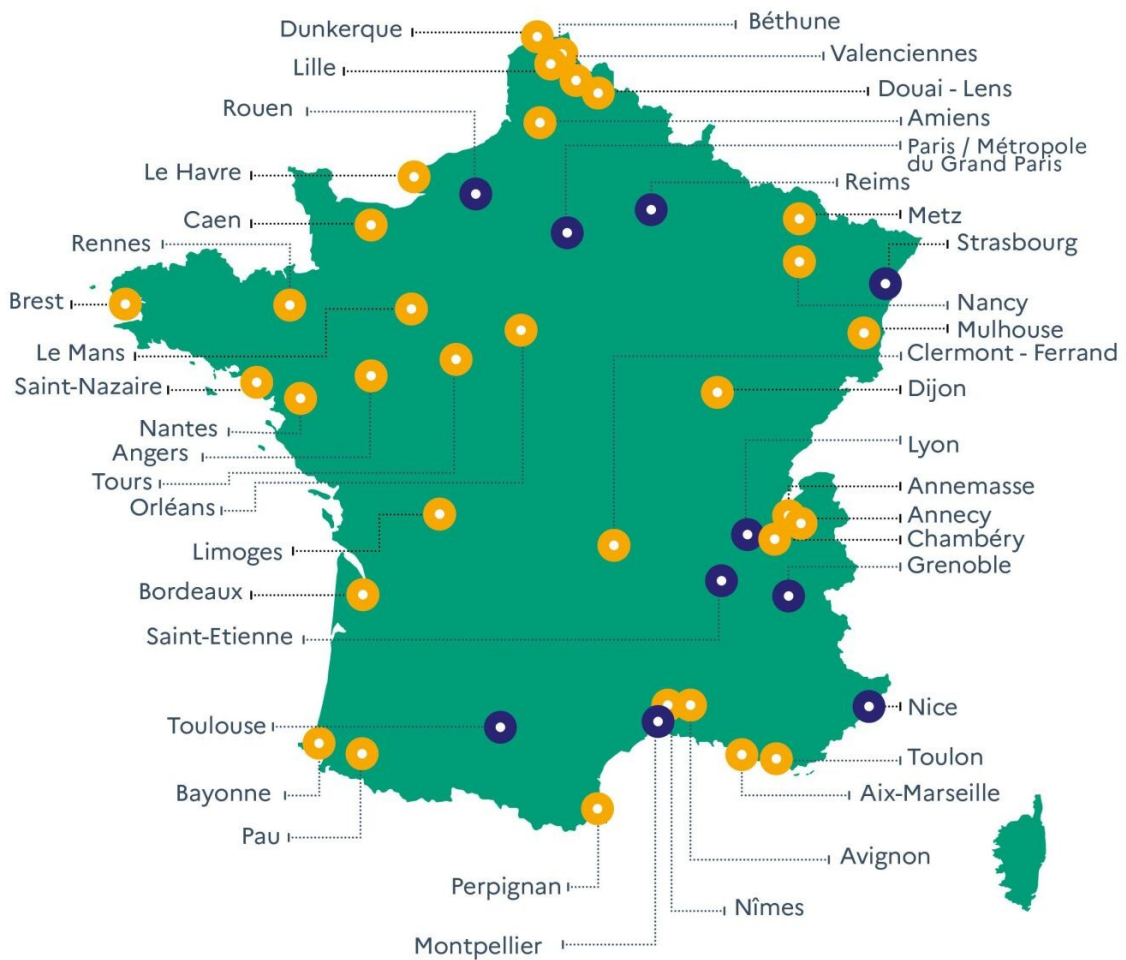 Béthune
Dunkerque
Valenciennes
Lille
Douai - Lens
Rouen
Amiens
Paris / Métropole
du Grand Paris
Le Havre
Reims
Caen
Metz
Rennes
Strasbourg
Brest
Nancy
Mulhouse
Le Mans
Clermont - Ferrand
Saint-Nazaire
Dijon
Nantes
Lyon
Angers
Tours
Annemasse
Orléans
Annecy
Chambéry
Limoges
Grenoble
Bordeaux
Saint-Etienne
Nice
Toulouse
Toulon
Bayonne
Aix-Marseille
Pau
Avignon
Perpignan
Nîmes
Montpellier